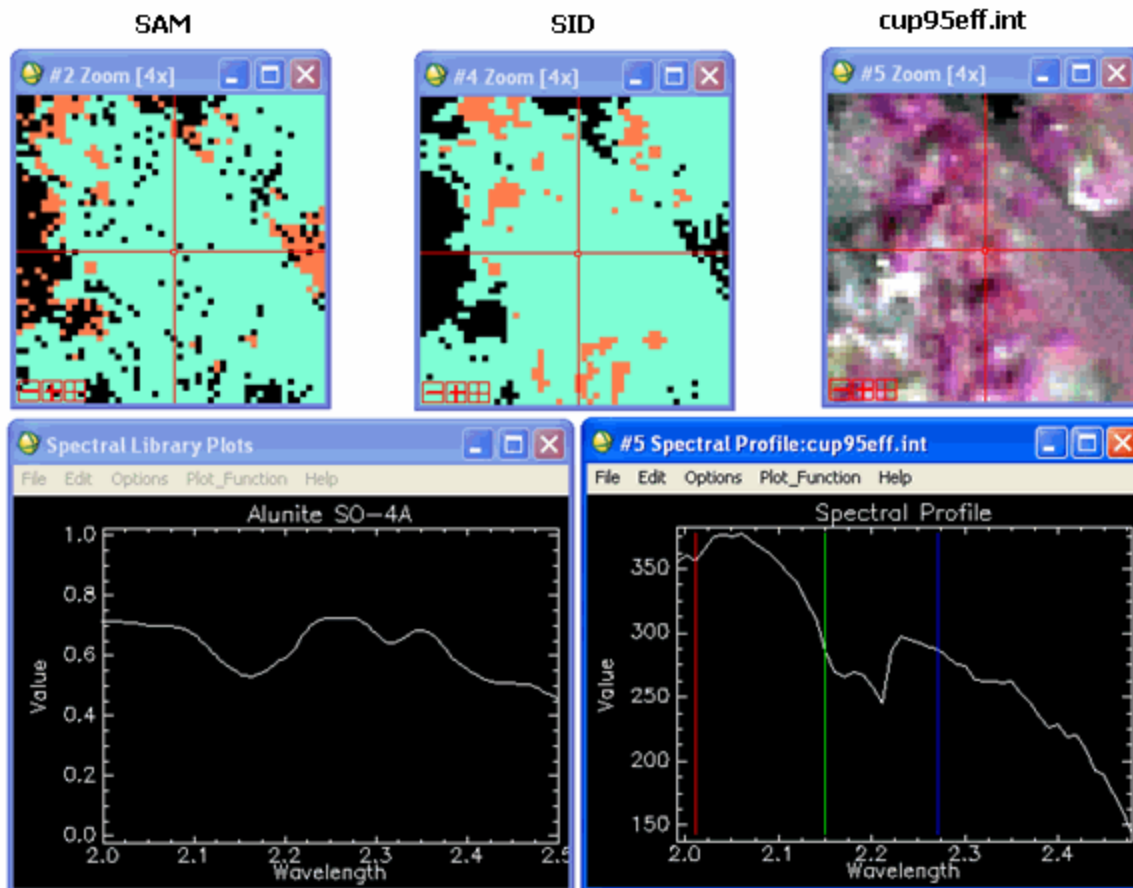 SAM SID cup95eff.int
#2 Zoom [4x] #4 Zoom [4x] #5 Zoom [4x]
Spectral Library Plots
File Edit Options Plot_Function Help
Alunite SO-4A
1.0
0.8
0.6
0.4
0.2
0.0
Value
2.0 2.1 2.2 2.3 2.4 2.5
Wavelength
#5 Spectral Profile:cup95eff.int
File Edit Options Plot_Function Help
Spectral Profile
350
300
250
200
150
Value
2.0 2.1 2.2 2.3 2.4
Wavelength